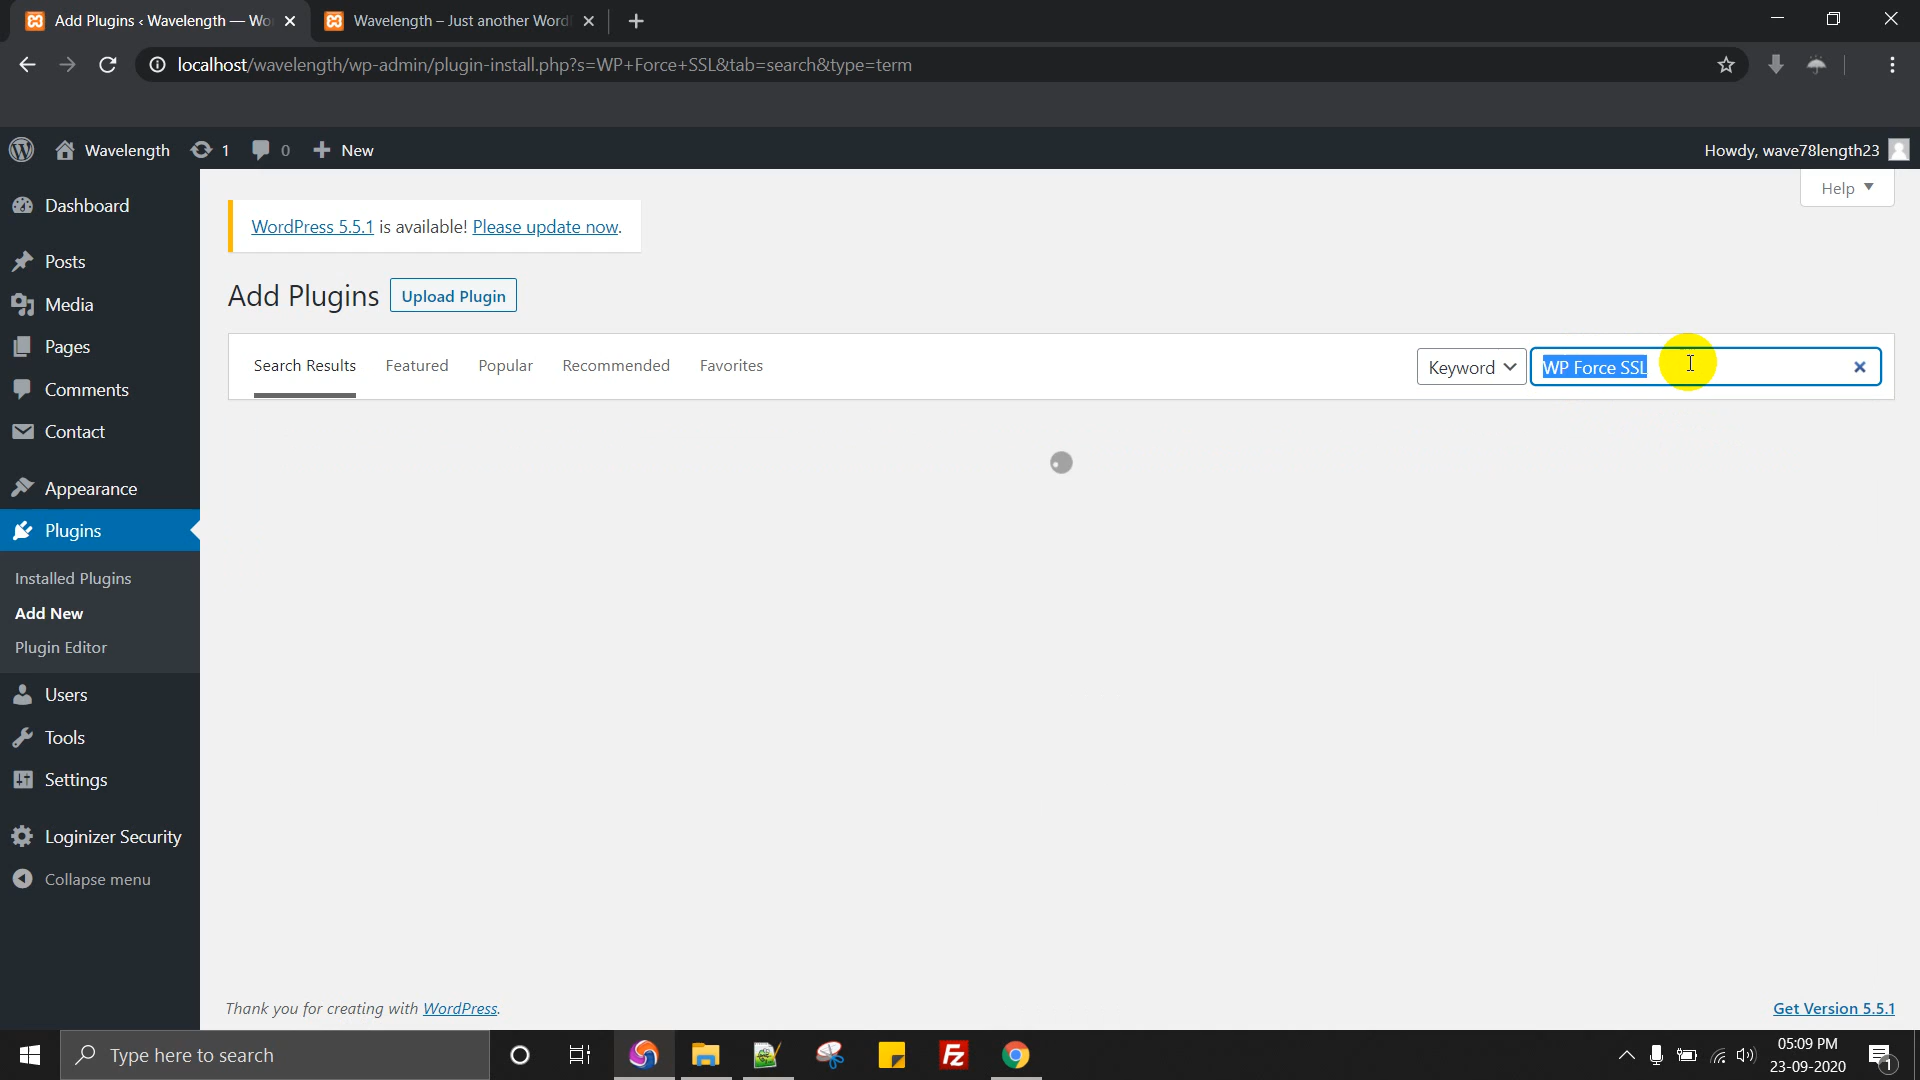 Add Plugins ‹ Wavelength — Wo
Wavelength – Just another Word
localhost/wavelength/wp-admin/plugin-install.php?s=WP+Force+SSL&tab=search&type=term
Wavelength 1 0 New
Howdy, wave78length23
Help
Dashboard
Posts
Media
Pages
Comments
Contact
Appearance
Plugins
Installed Plugins
Add New
Plugin Editor
Users
Tools
Settings
Loginizer Security
Collapse menu
WordPress 5.5.1 is available! Please update now.
Add Plugins Upload Plugin
Search Results Featured Popular Recommended Favorites Keyword WP Force SSL
Thank you for creating with WordPress.
Get Version 5.5.1
Type here to search
Fz
05:09 PM
23-09-2020
1